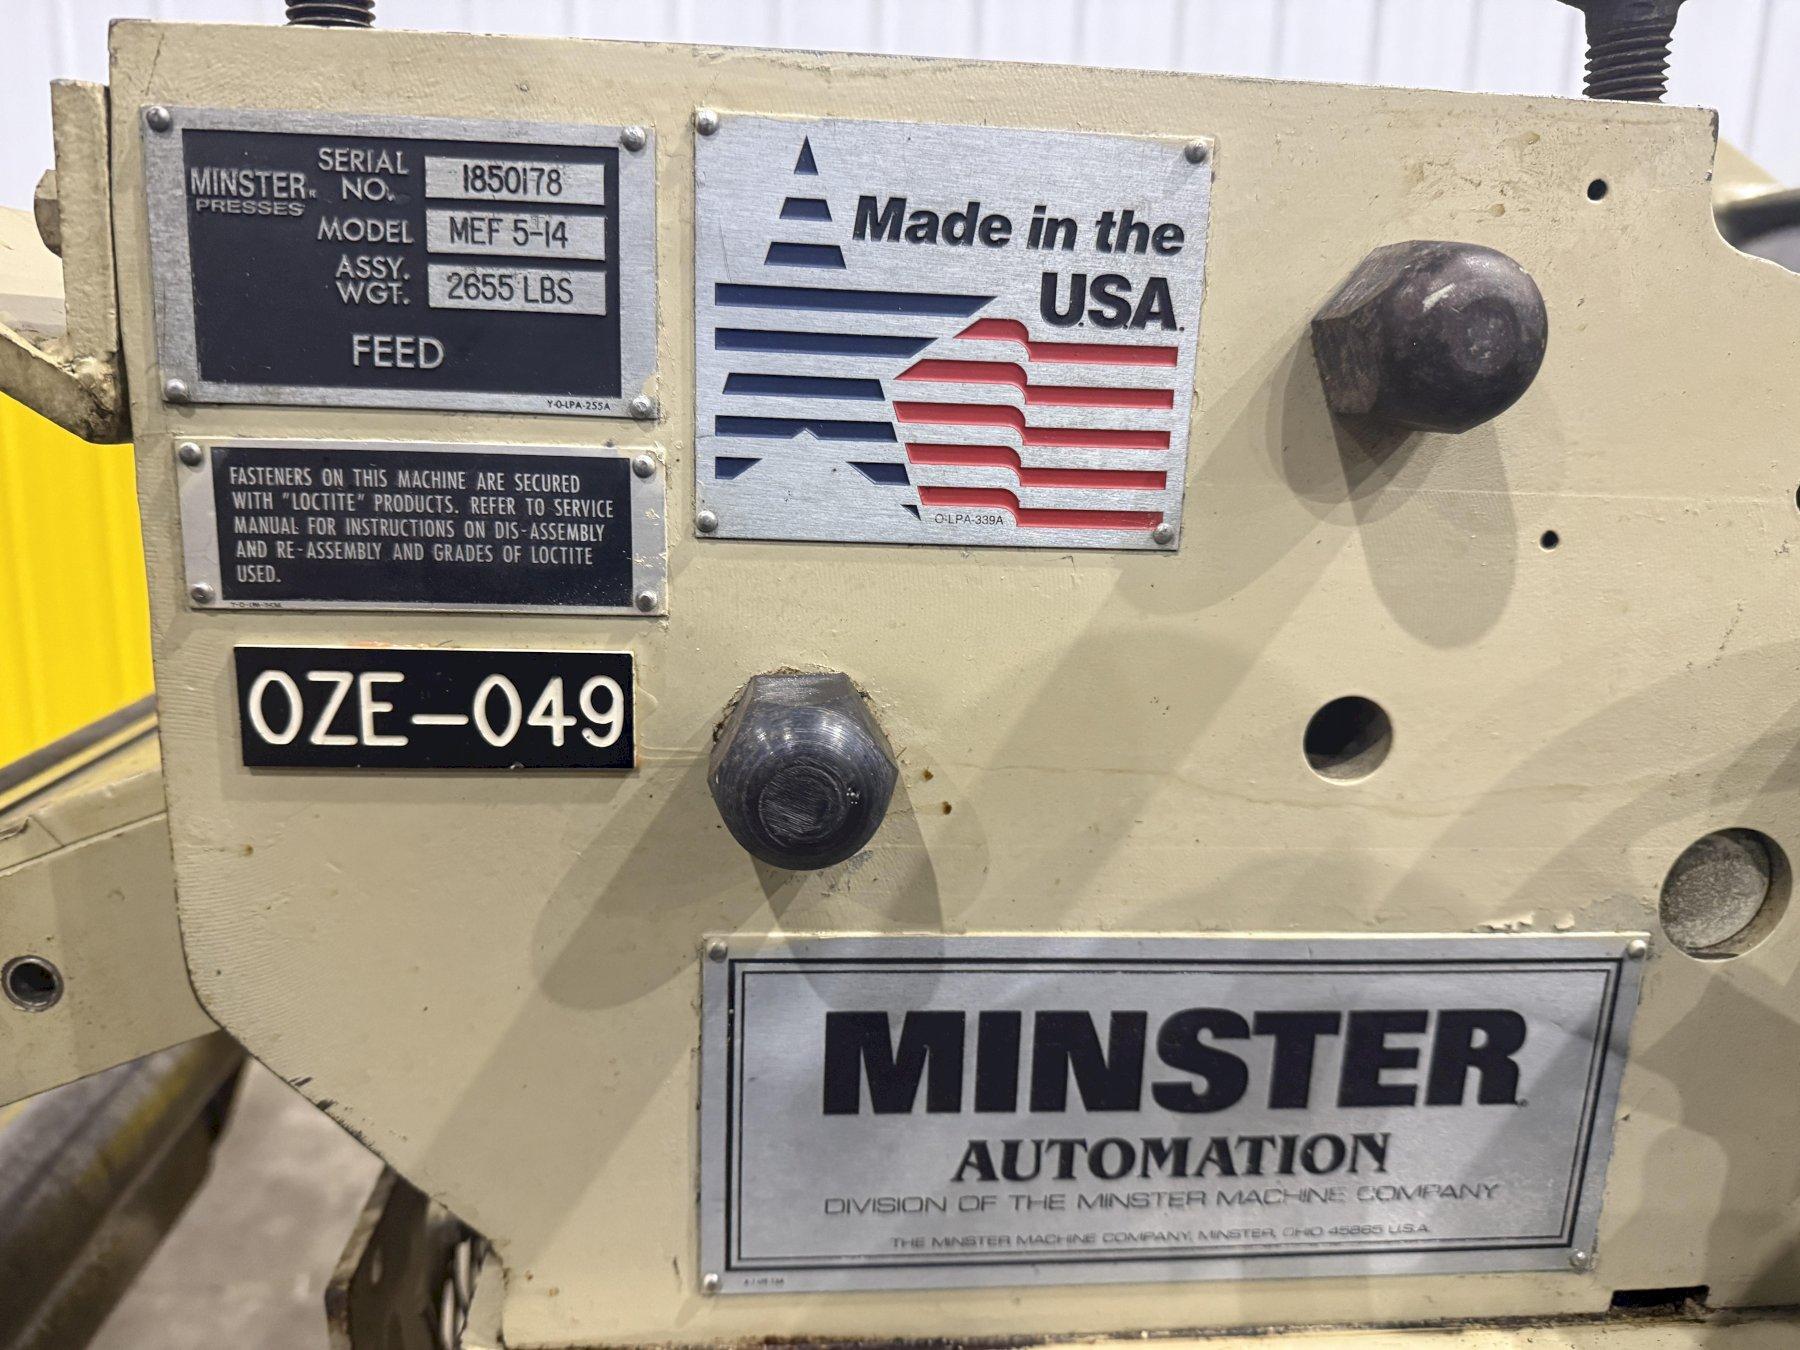 MINSTER
PRESSES
SERIAL NO. 1850178
MODEL MEF 5-14
ASSY. WGT. 2655 LBS
FEED
Y-O-LPA-255A
Made in the
U.S.A.
O-LPA-339A
FASTENERS ON THIS MACHINE ARE SECURED
WITH "LOCTITE" PRODUCTS. REFER TO SERVICE
MANUAL FOR INSTRUCTIONS ON DIS-ASSEMBLY
AND RE-ASSEMBLY AND GRADES OF LOCTITE
USED.
OZE-049
MINSTER
AUTOMATION
DIVISION OF THE MINSTER MACHINE COMPANY
THE MINSTER MACHINE COMPANY, MINSTER, OHIO 45865 U.S.A.